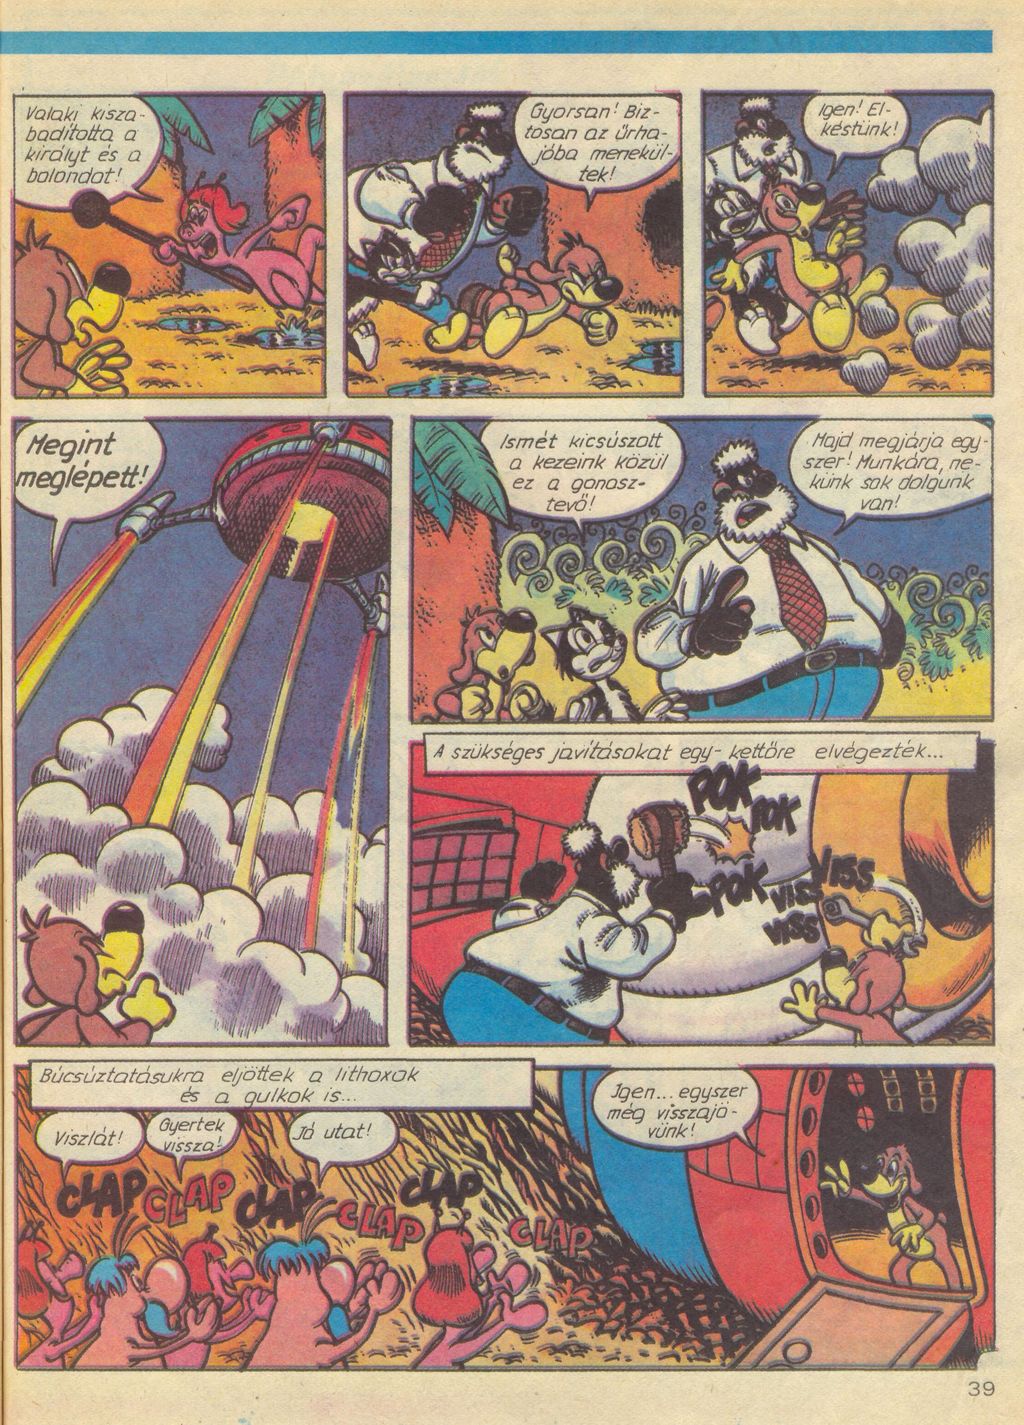 Valaki kisza-
badította a
királyt és a
bolondot!
Gyorsan! Biz-
tosan az űrha-
jóba menekül-
tek!
Igen! El-
késtünk!
Megint
meglépett!
Ismét kicsúszott
a kezeink közül
ez a gonosz-
tevő!
Majd megjárja egy-
szer! Munkára, ne-
künk sok dolgunk
van!
A szükséges javításokat egy-kettőre elvégezték...
POK
POK
POK
VISS
VISS
VISS
Búcsúztatásukra eljöttek a lithoxok
és a gulkok is...
Viszlát!
Gyertek
vissza!
Jó utat!
Igen... egyszer
még visszajö-
vünk!
CLAP
CLAP
CLAP
CLAP
CLAP
CLAP
39